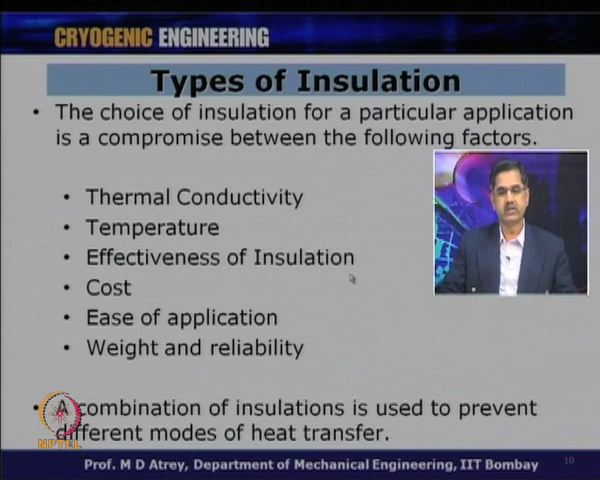 CRYOGENIC ENGINEERING
Types of Insulation
• The choice of insulation for a particular application
is a compromise between the following factors.
• Thermal Conductivity
• Temperature
• Effectiveness of Insulation
• Cost
• Ease of application
• Weight and reliability
• A combination of insulations is used to prevent
different modes of heat transfer.
NPTEL
Prof. M D Atrey, Department of Mechanical Engineering, IIT Bombay
10